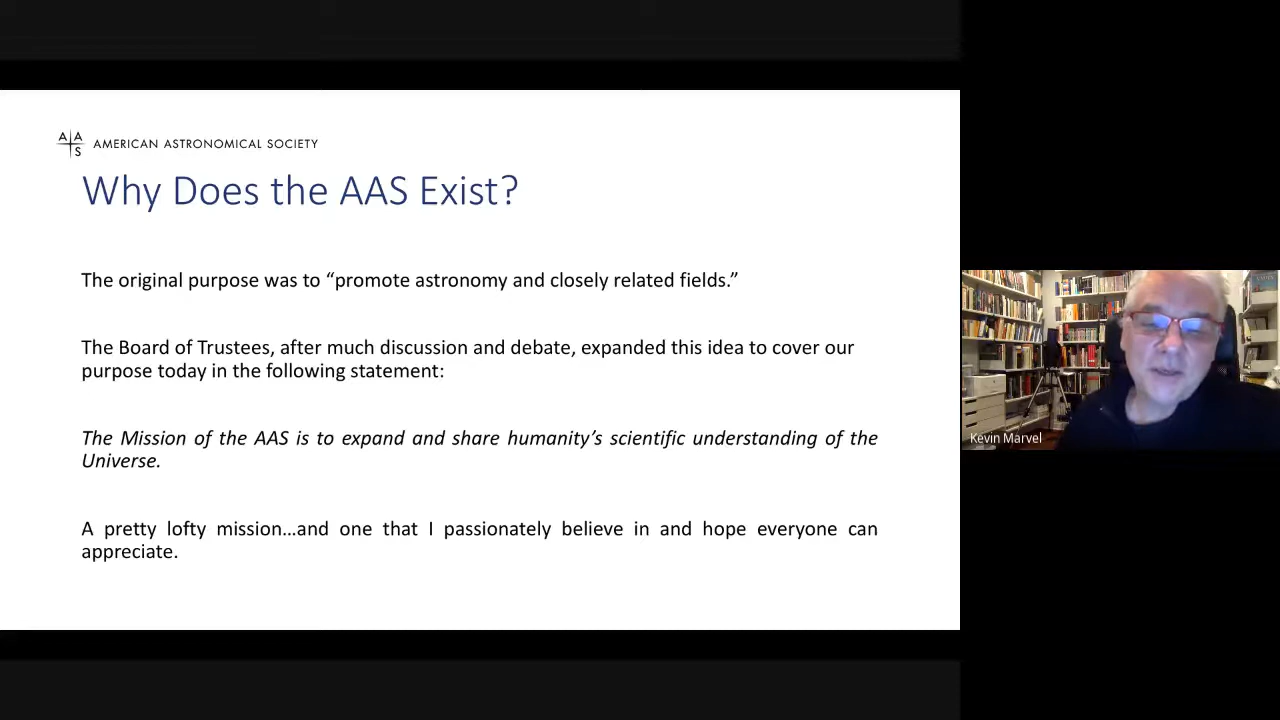 AAS
AMERICAN ASTRONOMICAL SOCIETY
Why Does the AAS Exist?
The original purpose was to “promote astronomy and closely related fields.”
The Board of Trustees, after much discussion and debate, expanded this idea to cover our
purpose today in the following statement:
The Mission of the AAS is to expand and share humanity’s scientific understanding of the
Universe.
A pretty lofty mission…and one that I passionately believe in and hope everyone can
appreciate.
Kevin Marvel